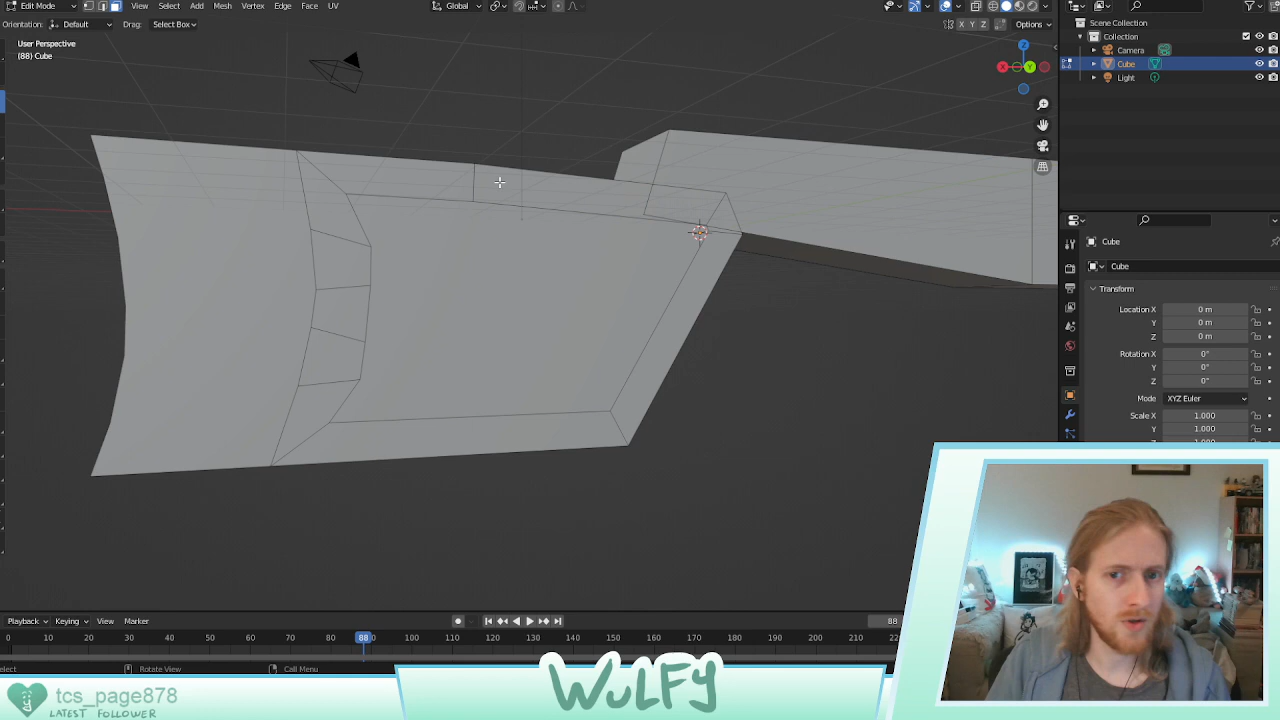 Edit Mode View Select Add Mesh Vertex Edge Face UV Global Scene Collection
Orientation: Default Drag: Select Box X Y Z Options Collection
User Perspective Camera
(88) Cube Cube
Light
Z
X Y
Cube
Cube
Transform
Location X 0 m
Y 0 m
Z 0 m
Rotation X 0°
Y 0°
Z 0°
Mode XYZ Euler
Scale X 1.000
Y 1.000
Playback Keying View Marker 88
0 10 20 30 40 50 60 70 80 88 100 110 120 130 140 150 160 170 180 190 200 210 220
elect Rotate View Call Menu
tcs_page878
LATEST FOLLOWER
WULFY